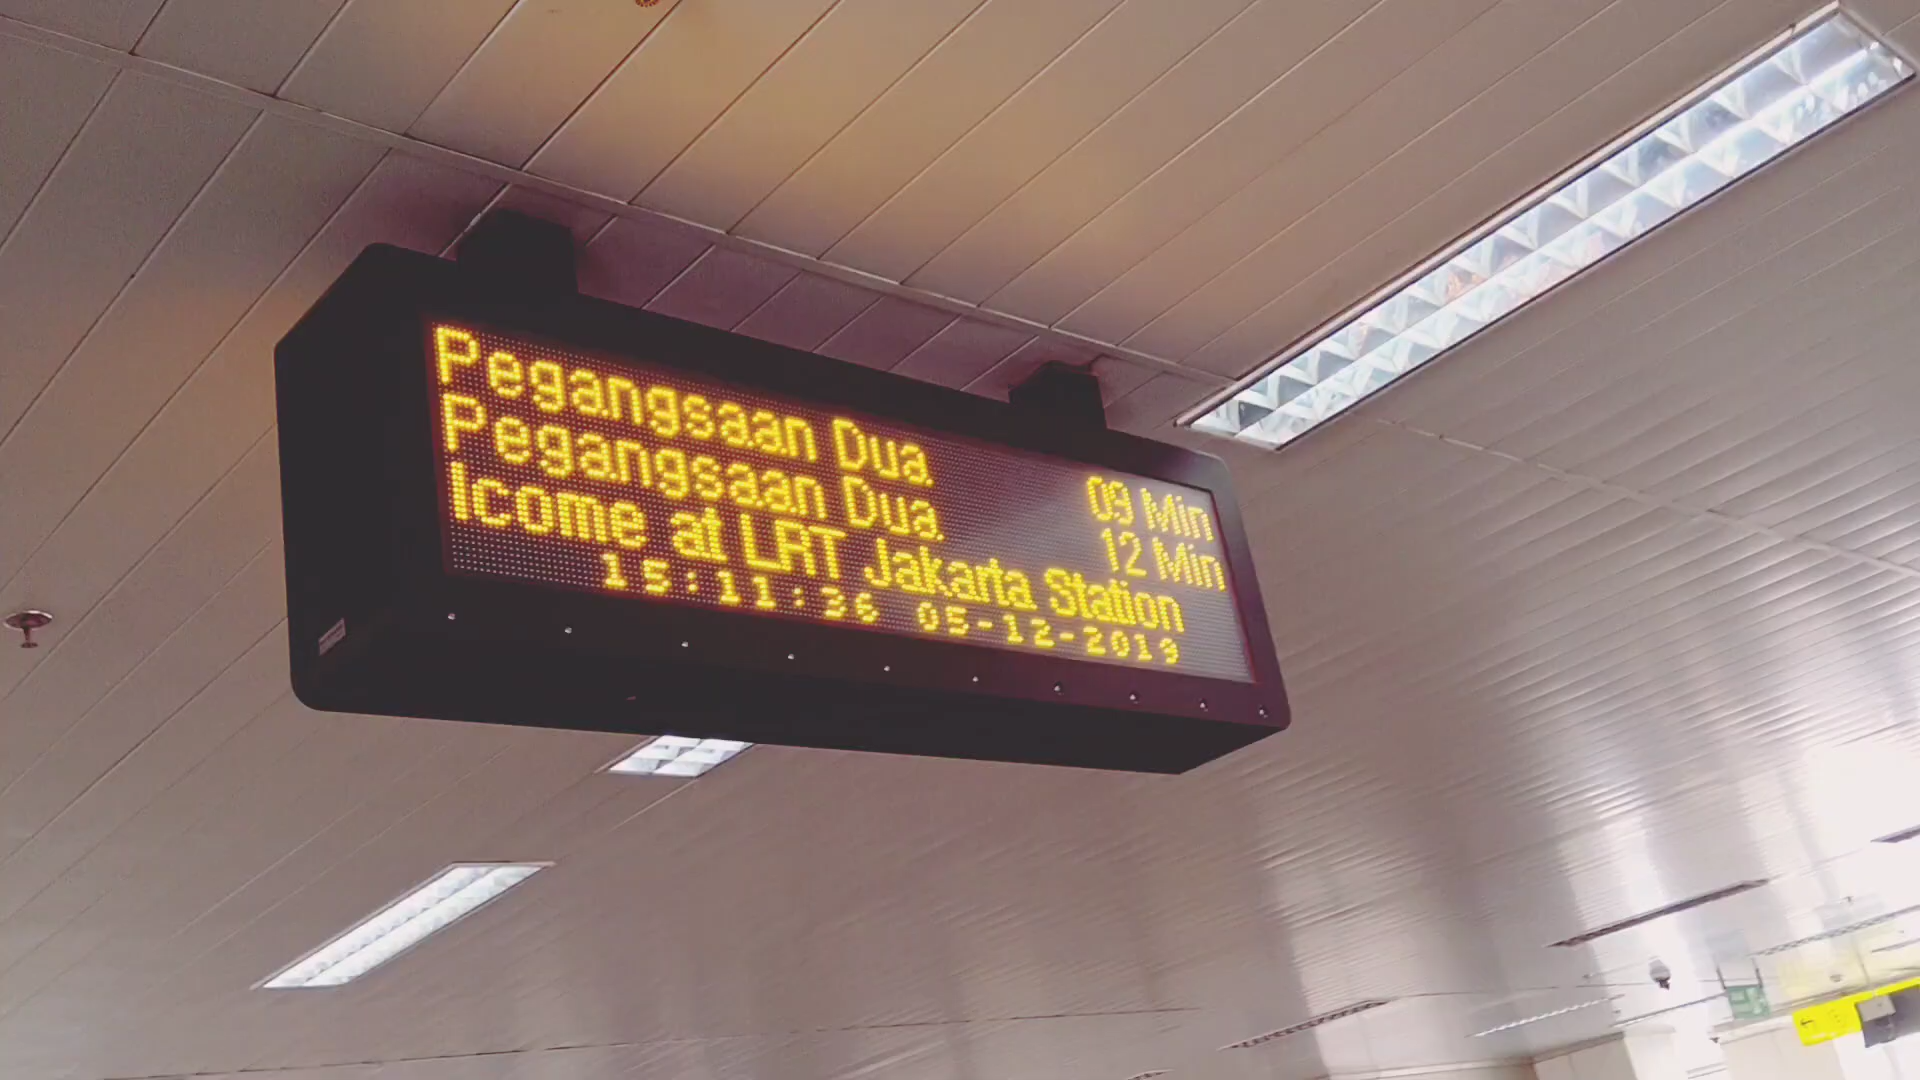 Pegangsaan Dua 09 Min
Pegangsaan Dua 12 Min
lcome at LRT Jakarta Station
15:11:36 05-12-2019